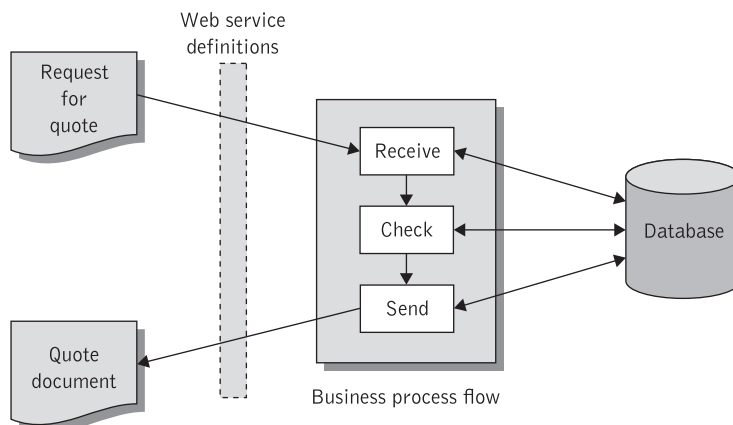 Web service
definitions
Request
for
quote
Receive
Check
Database
Send
Quote
document
Business process flow